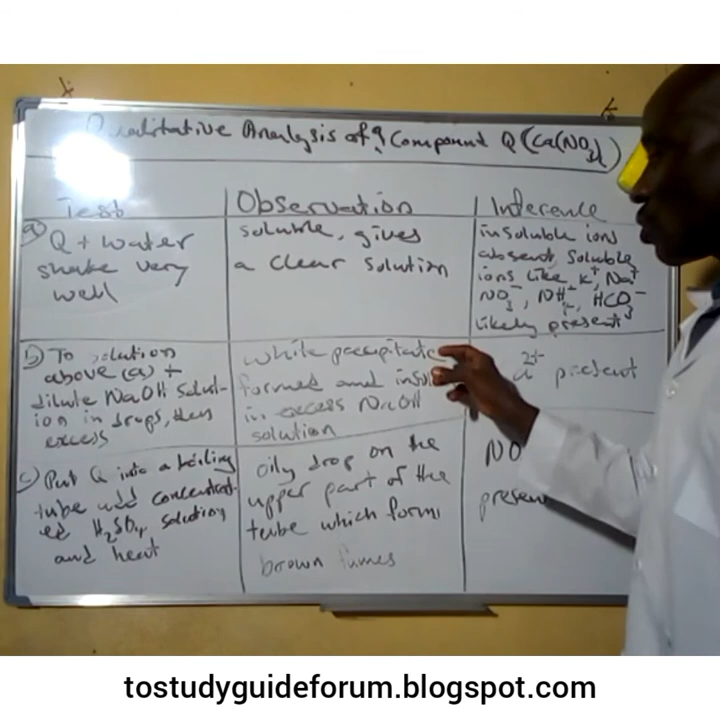 Qualitative Analysis of a Compound Q (Ca(NO3)2)
Test
Observation
Inference
a) Q + water
shake very
well
soluble, gives
a clear solution
insoluble ions
absent, soluble
ions like K+, Na+
NO3-, NH4+, HCO3-
likely present
b) To solution
above (a) +
dilute NaOH solut-
ion in drops, then
excess
white precipitate
formed and
in excess NaOH
solution
2+
present
c) Put Q into a boiling
tube add concentrat-
ed H2SO4 solution
and heat
oily drop on the
upper part of the
tube which forms
brown fumes
NO
present
tostudyguideforum.blogspot.com